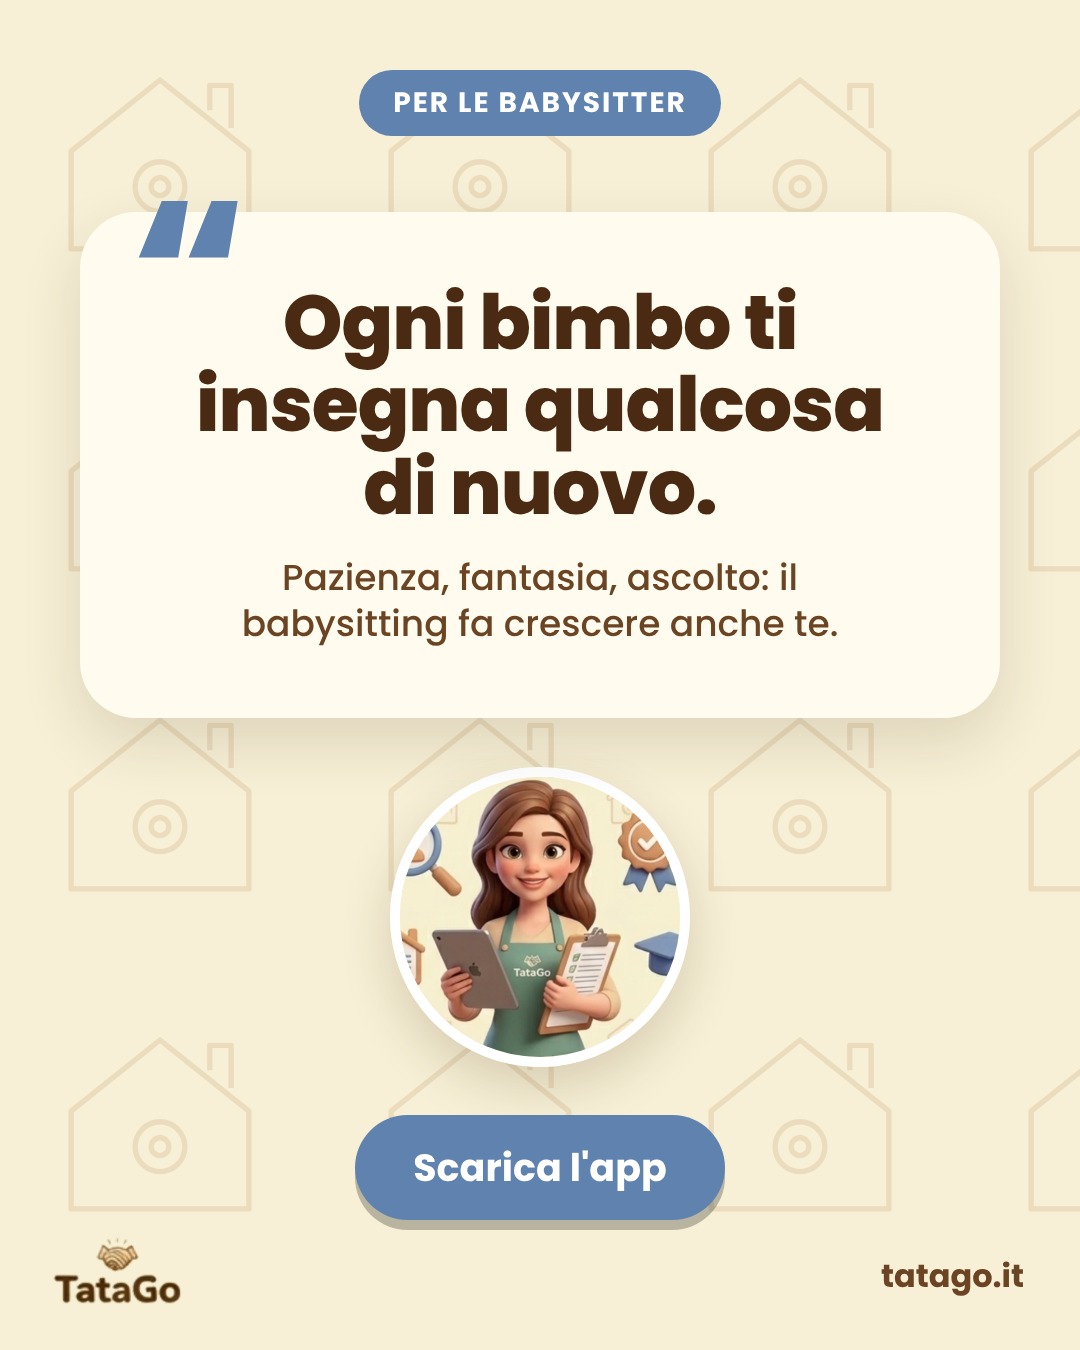 PER LE BABYSITTER
Ogni bimbo ti
insegna qualcosa
di nuovo.
Pazienza, fantasia, ascolto: il
babysitting fa crescere anche te.
TataGo
Scarica l'app
TataGo
tatago.it